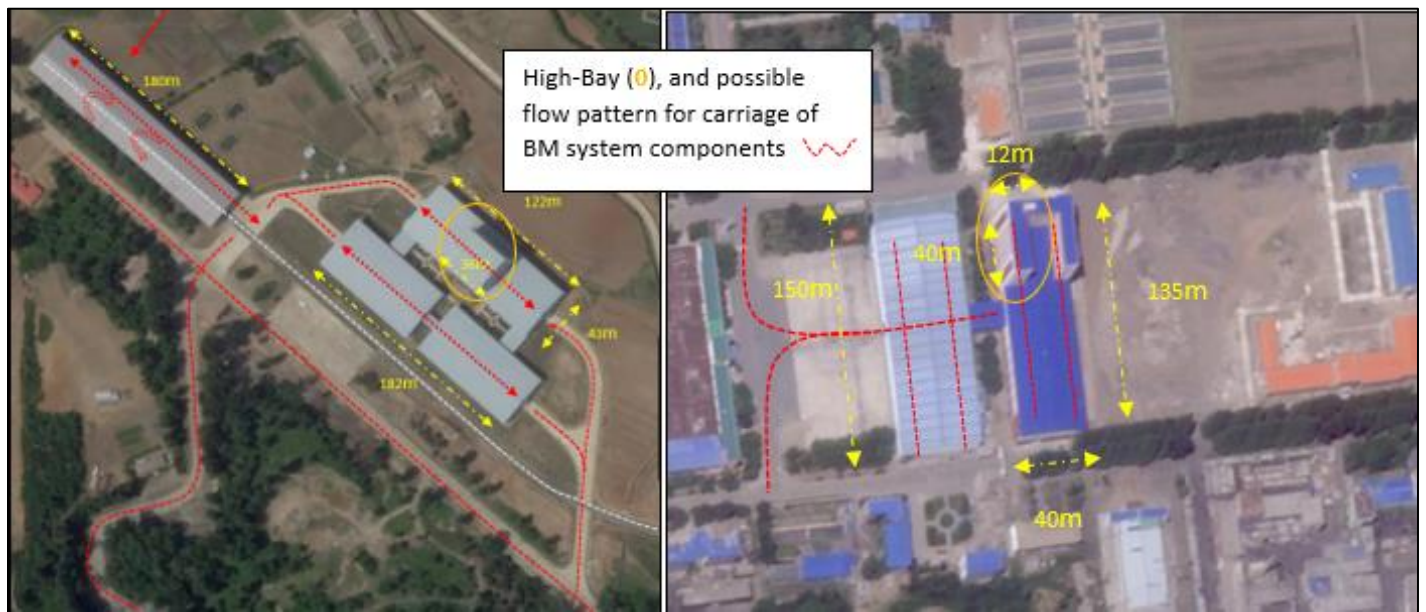 High-Bay (0), and possible
flow pattern for carriage of
BM system components
180m
122m
43m
182m
12m
40m
150m
135m
40m